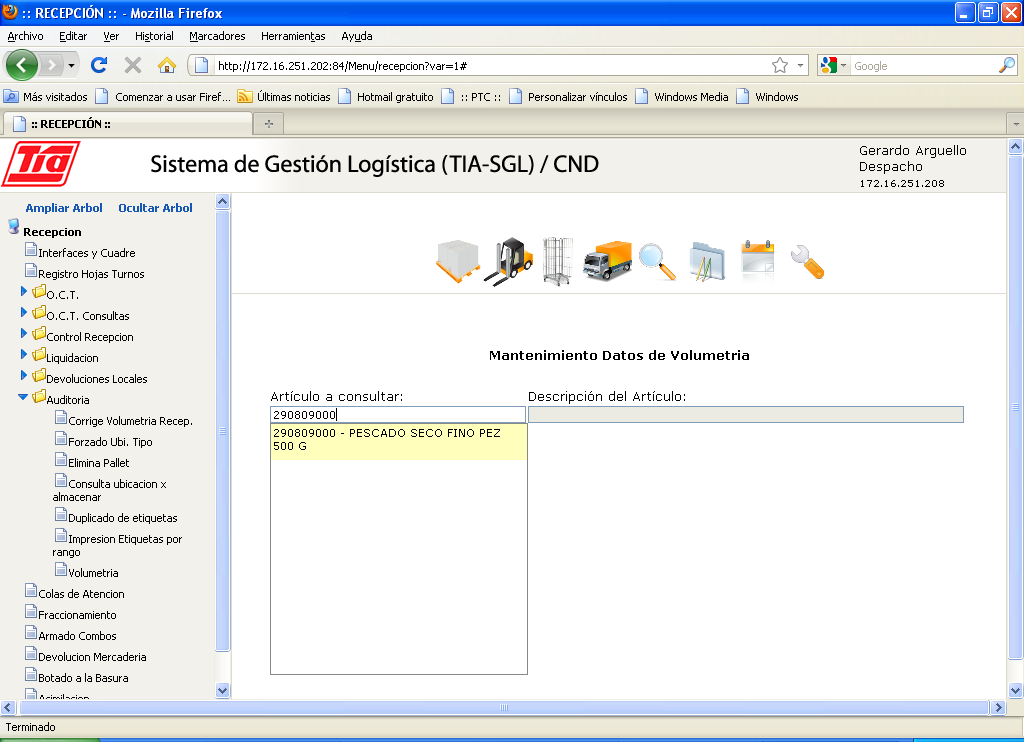 :: RECEPCIÓN :: - Mozilla Firefox
Archivo Editar Ver Historial Marcadores Herramientas Ayuda
http://172.16.251.202:84/Menu/recepcion?var=1#
Google
Más visitados Comenzar a usar Firef... Últimas noticias Hotmail gratuito :: PTC :: Personalizar vínculos Windows Media Windows
:: RECEPCIÓN ::
Tia
Sistema de Gestión Logística (TIA-SGL) / CND
Gerardo Arguello
Despacho
172.16.251.208
Ampliar Arbol Ocultar Arbol
Recepcion
Interfaces y Cuadre
Registro Hojas Turnos
O.C.T.
O.C.T. Consultas
Control Recepcion
Liquidacion
Devoluciones Locales
Auditoria
Corrige Volumetria Recep.
Forzado Ubi. Tipo
Elimina Pallet
Consulta ubicacion x
almacenar
Duplicado de etiquetas
Impresion Etiquetas por
rango
Volumetria
Colas de Atencion
Fraccionamiento
Armado Combos
Devolucion Mercaderia
Botado a la Basura
Asimilacion
Mantenimiento Datos de Volumetria
Artículo a consultar: Descripción del Artículo:
290809000
290809000 - PESCADO SECO FINO PEZ
500 G
Terminado